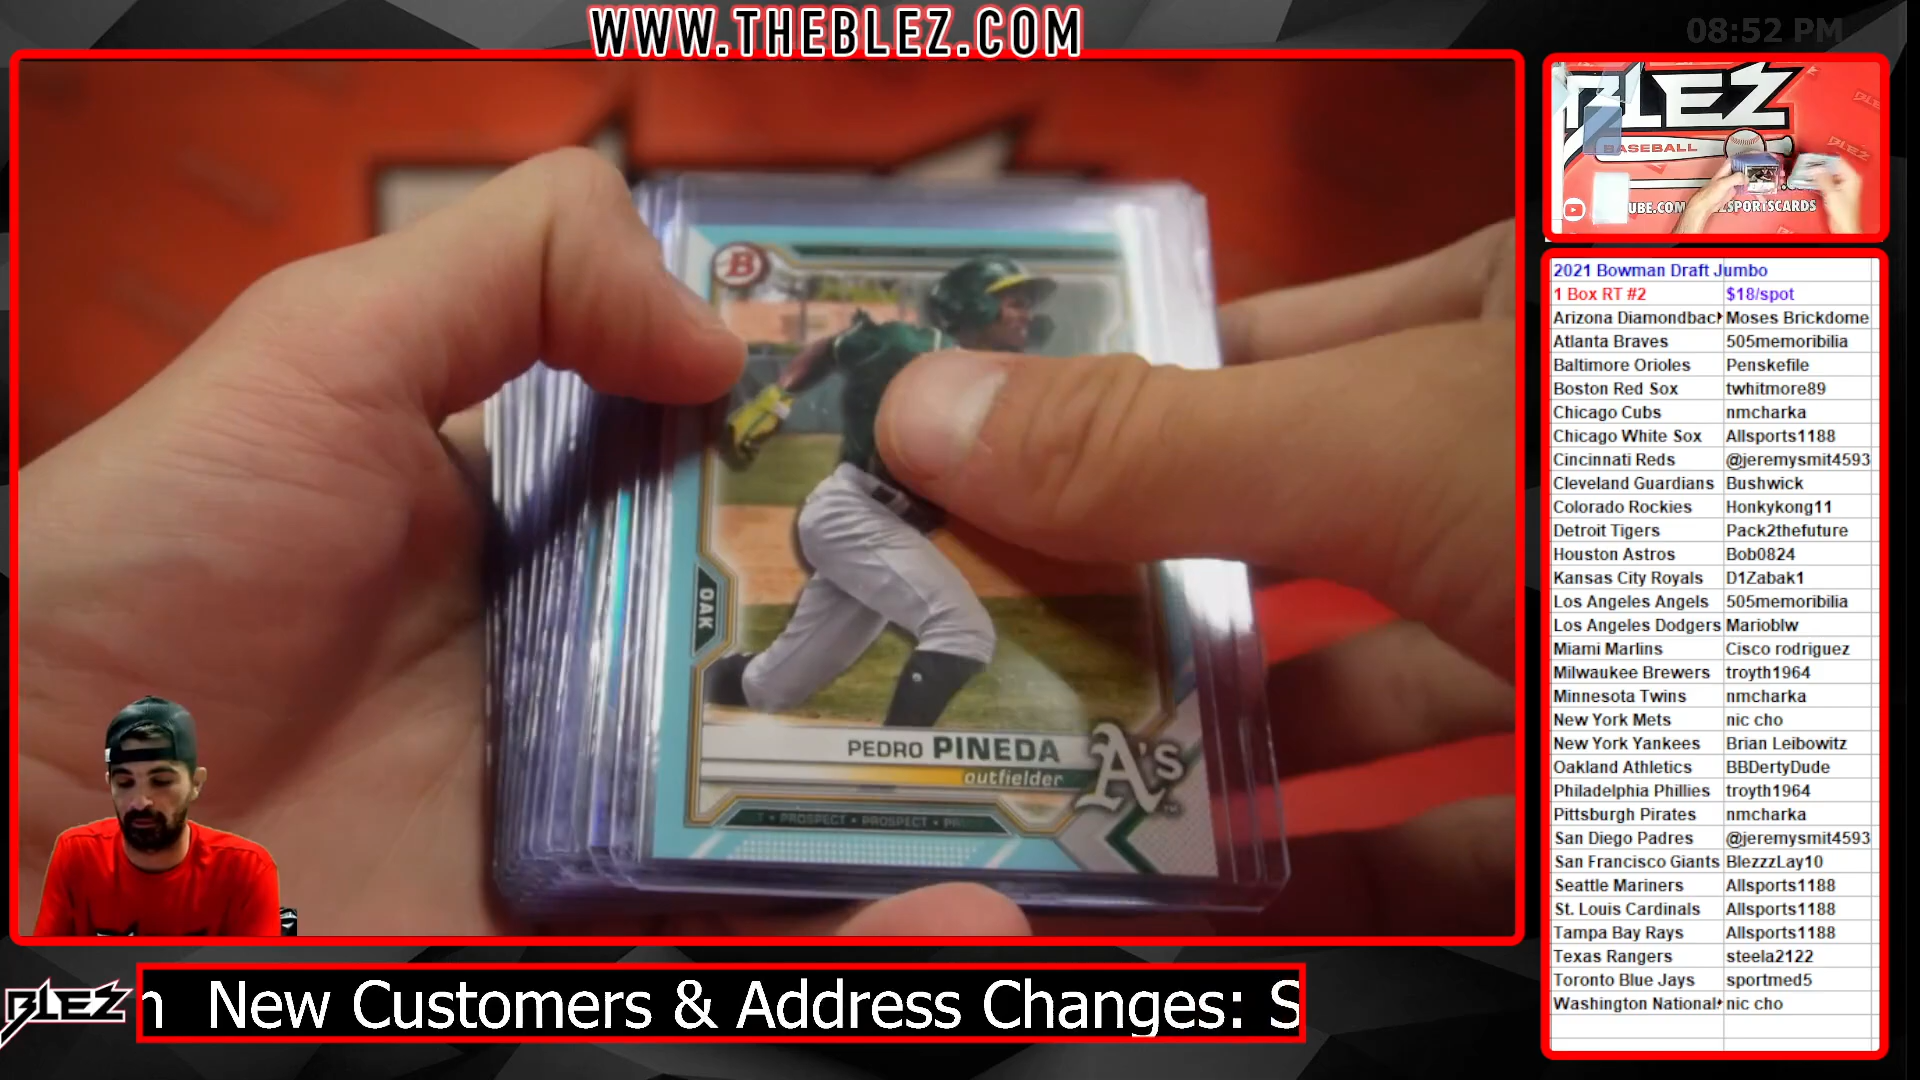 WWW.THEBLEZ.COM
08:52 PM
BLEZ
BASEBALL
B
OAK
PEDRO PINEDA
outfielder
A's
T • PROSPECT • PROSPECT •
2021 Bowman Draft Jumbo
1 Box RT #2 $18/spot
Arizona Diamondbac Moses Brickdome
Atlanta Braves 505memoribilia
Baltimore Orioles Penskefile
Boston Red Sox twhitmore89
Chicago Cubs nmcharka
Chicago White Sox Allsports1188
Cincinnati Reds @jeremysmit4593
Cleveland Guardians Bushwick
Colorado Rockies Honkykong11
Detroit Tigers Pack2thefuture
Houston Astros Bob0824
Kansas City Royals D1Zabak1
Los Angeles Angels 505memoribilia
Los Angeles Dodgers Marioblw
Miami Marlins Cisco rodriguez
Milwaukee Brewers troyth1964
Minnesota Twins nmcharka
New York Mets nic cho
New York Yankees Brian Leibowitz
Oakland Athletics BBDertyDude
Philadelphia Phillies troyth1964
Pittsburgh Pirates nmcharka
San Diego Padres @jeremysmit4593
San Francisco Giants BlezzzLay10
Seattle Mariners Allsports1188
St. Louis Cardinals Allsports1188
Tampa Bay Rays Allsports1188
Texas Rangers steela2122
Toronto Blue Jays sportmed5
Washington National nic cho
BLEZ
n New Customers & Address Changes: S